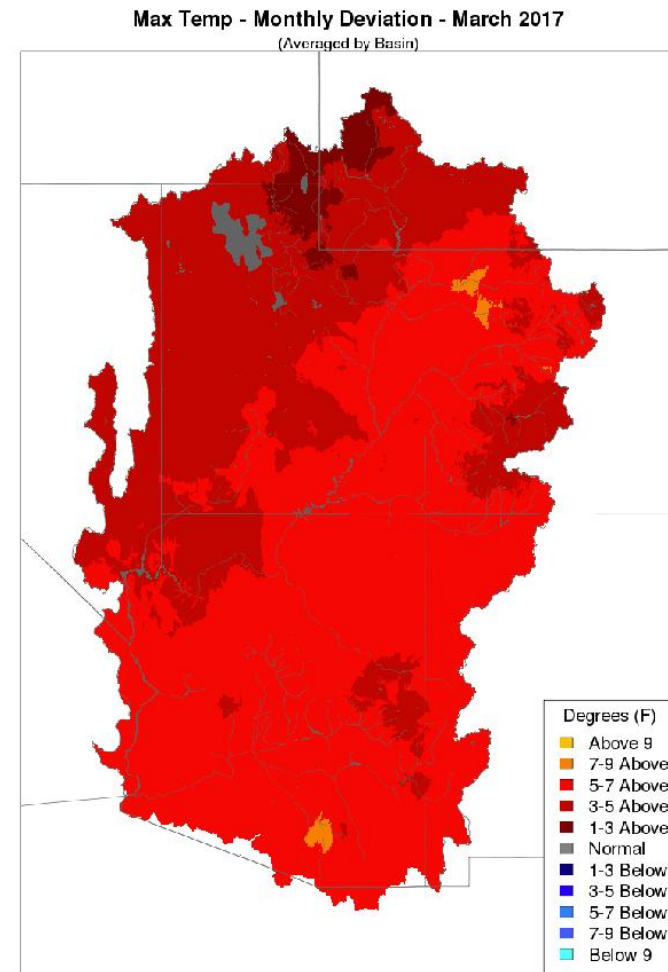 Max Temp - Monthly Deviation - March 2017
(Averaged by Basin)
Degrees (F)
Above 9
7-9 Above
5-7 Above
3-5 Above
1-3 Above
Normal
1-3 Below
3-5 Below
5-7 Below
7-9 Below
Below 9